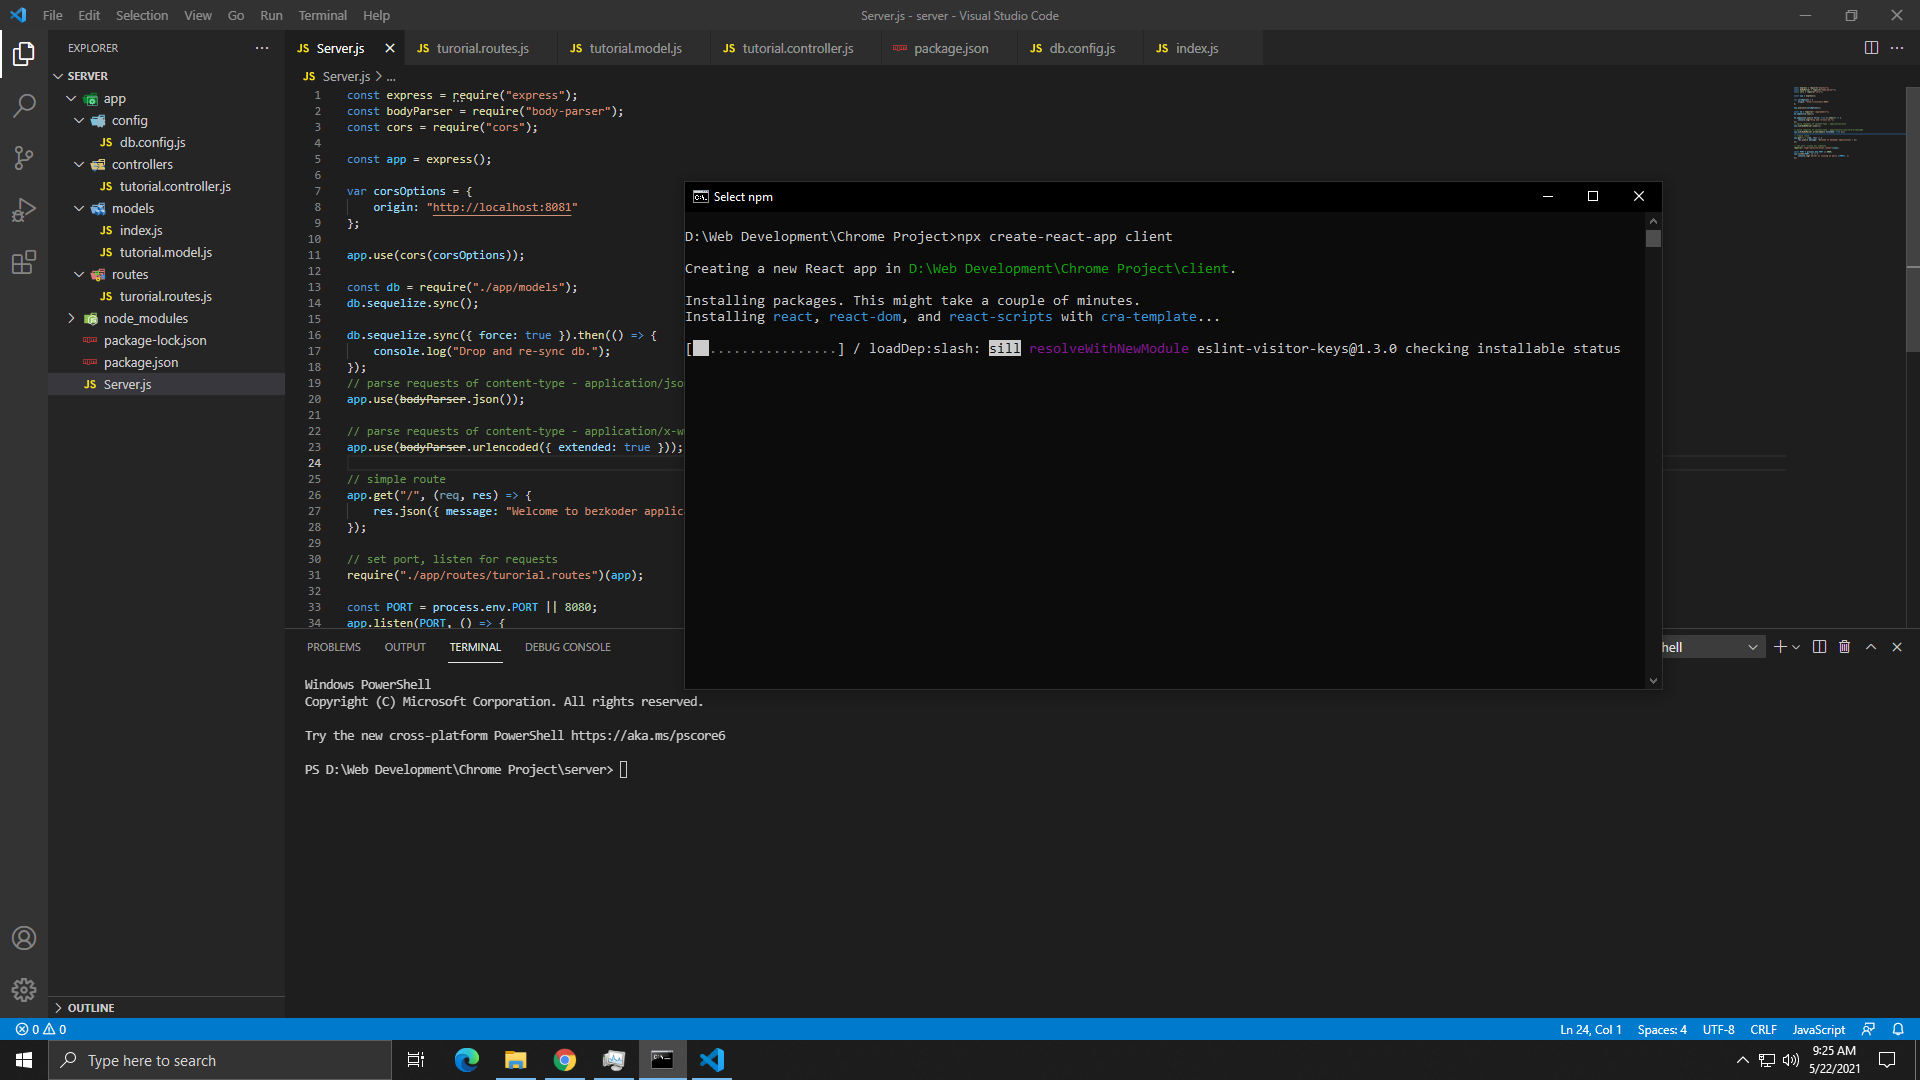 File Edit Selection View Go Run Terminal Help
Server.js - server - Visual Studio Code
EXPLORER
SERVER
app
config
JS db.config.js
controllers
JS tutorial.controller.js
models
JS index.js
JS tutorial.model.js
routes
JS turorial.routes.js
node_modules
package-lock.json
package.json
JS Server.js
OUTLINE
JS Server.js JS turorial.routes.js JS tutorial.model.js JS tutorial.controller.js package.json JS db.config.js JS index.js
JS Server.js > ...
1 const express = require("express");
2 const bodyParser = require("body-parser");
3 const cors = require("cors");
4
5 const app = express();
6
7 var corsOptions = {
8 origin: "http://localhost:8081"
9 };
10
11 app.use(cors(corsOptions));
12
13 const db = require("./app/models");
14 db.sequelize.sync();
15
16 db.sequelize.sync({ force: true }).then(() => {
17 console.log("Drop and re-sync db.");
18 });
19 // parse requests of content-type - application/jso
20 app.use(bodyParser.json());
21
22 // parse requests of content-type - application/x-w
23 app.use(bodyParser.urlencoded({ extended: true }));
24
25 // simple route
26 app.get("/", (req, res) => {
27 res.json({ message: "Welcome to bezkoder applic
28 });
29
30 // set port, listen for requests
31 require("./app/routes/turorial.routes")(app);
32
33 const PORT = process.env.PORT || 8080;
34 app.listen(PORT, () => {
Select npm
D:\Web Development\Chrome Project>npx create-react-app client
Creating a new React app in D:\Web Development\Chrome Project\client.
Installing packages. This might take a couple of minutes.
Installing react, react-dom, and react-scripts with cra-template...
[ ................] / loadDep:slash: sill resolveWithNewModule eslint-visitor-keys@1.3.0 checking installable status
PROBLEMS OUTPUT TERMINAL DEBUG CONSOLE
hell
Windows PowerShell
Copyright (C) Microsoft Corporation. All rights reserved.
Try the new cross-platform PowerShell https://aka.ms/pscore6
PS D:\Web Development\Chrome Project\server>
0 0
Ln 24, Col 1 Spaces: 4 UTF-8 CRLF JavaScript
Type here to search
9:25 AM
5/22/2021